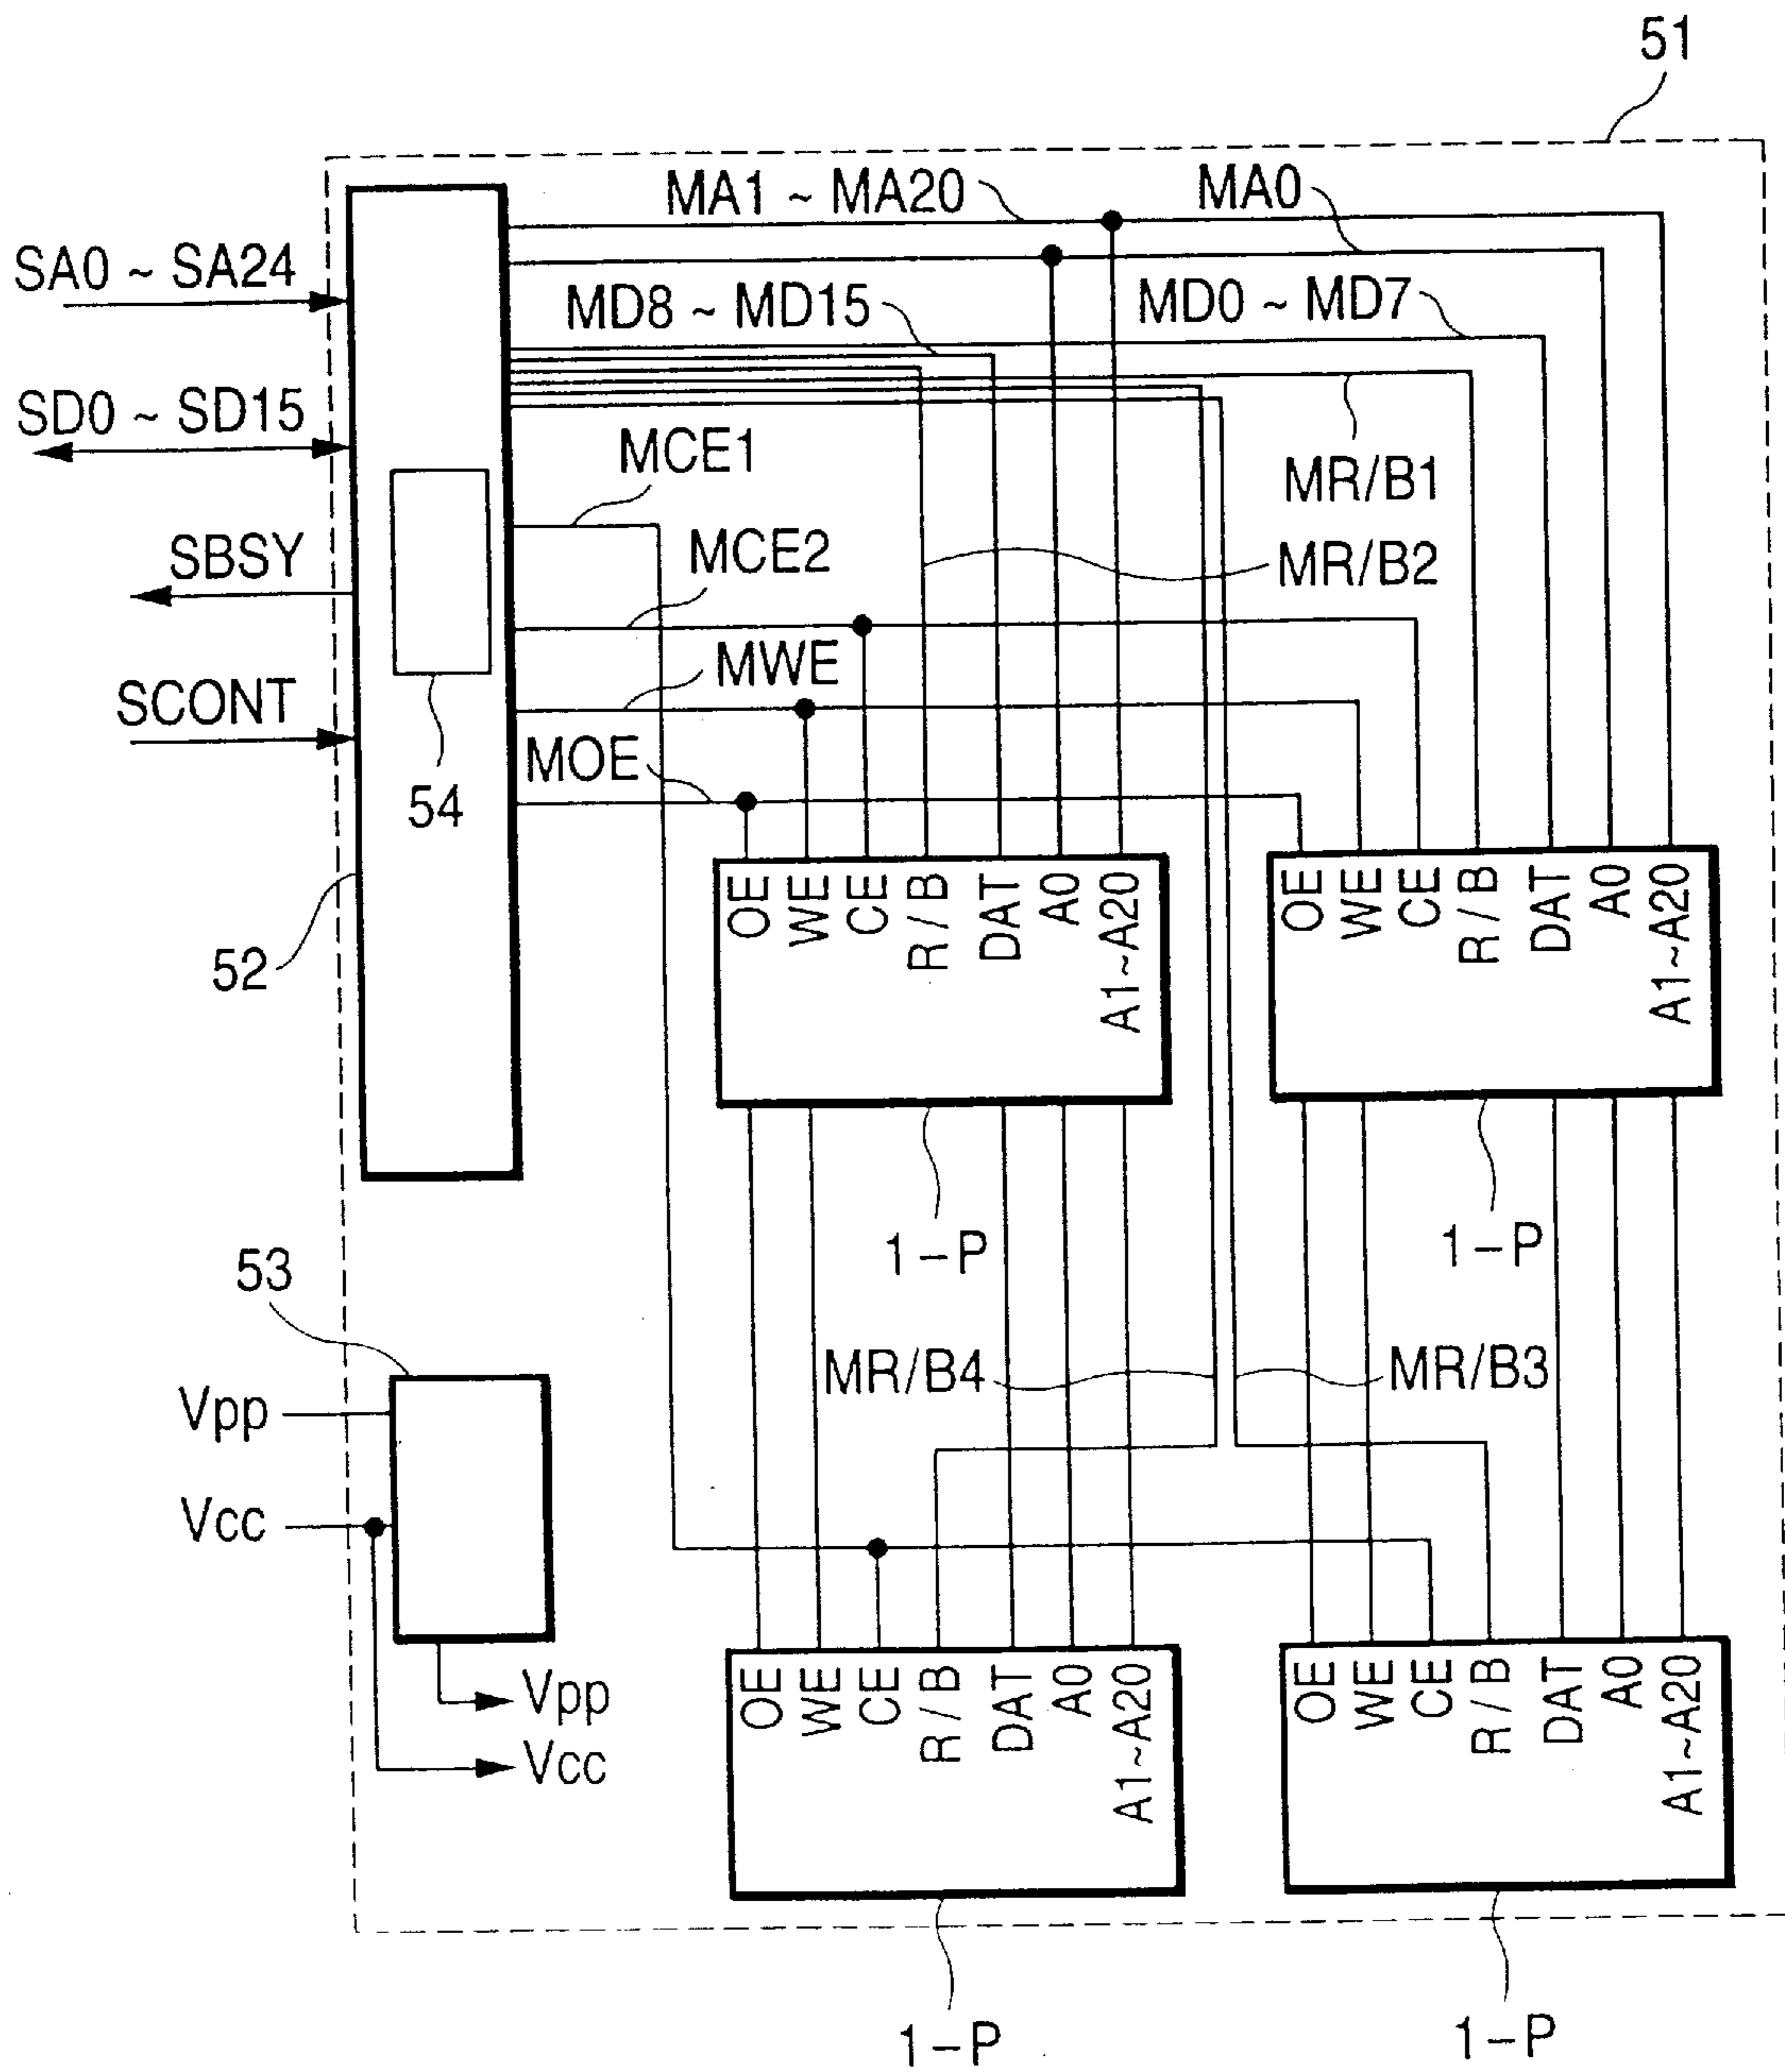 51
MA1 ~ MA20
MA0
SA0 ~ SA24
MD8 ~ MD15
MD0 ~ MD7
SD0 ~ SD15
MCE1
MR/B1
SBSY
MCE2
MR/B2
MWE
SCONT
MOE
54
OE
WE
CE
R/B
DAT
A0
A1~A20
OE
WE
CE
R/B
DAT
A0
A1~A20
52
1-P
1-P
53
MR/B4
MR/B3
Vpp
Vcc
OE
WE
CE
R/B
DAT
A0
A1~A20
OE
WE
CE
R/B
DAT
A0
A1~A20
Vpp
Vcc
1-P
1-P